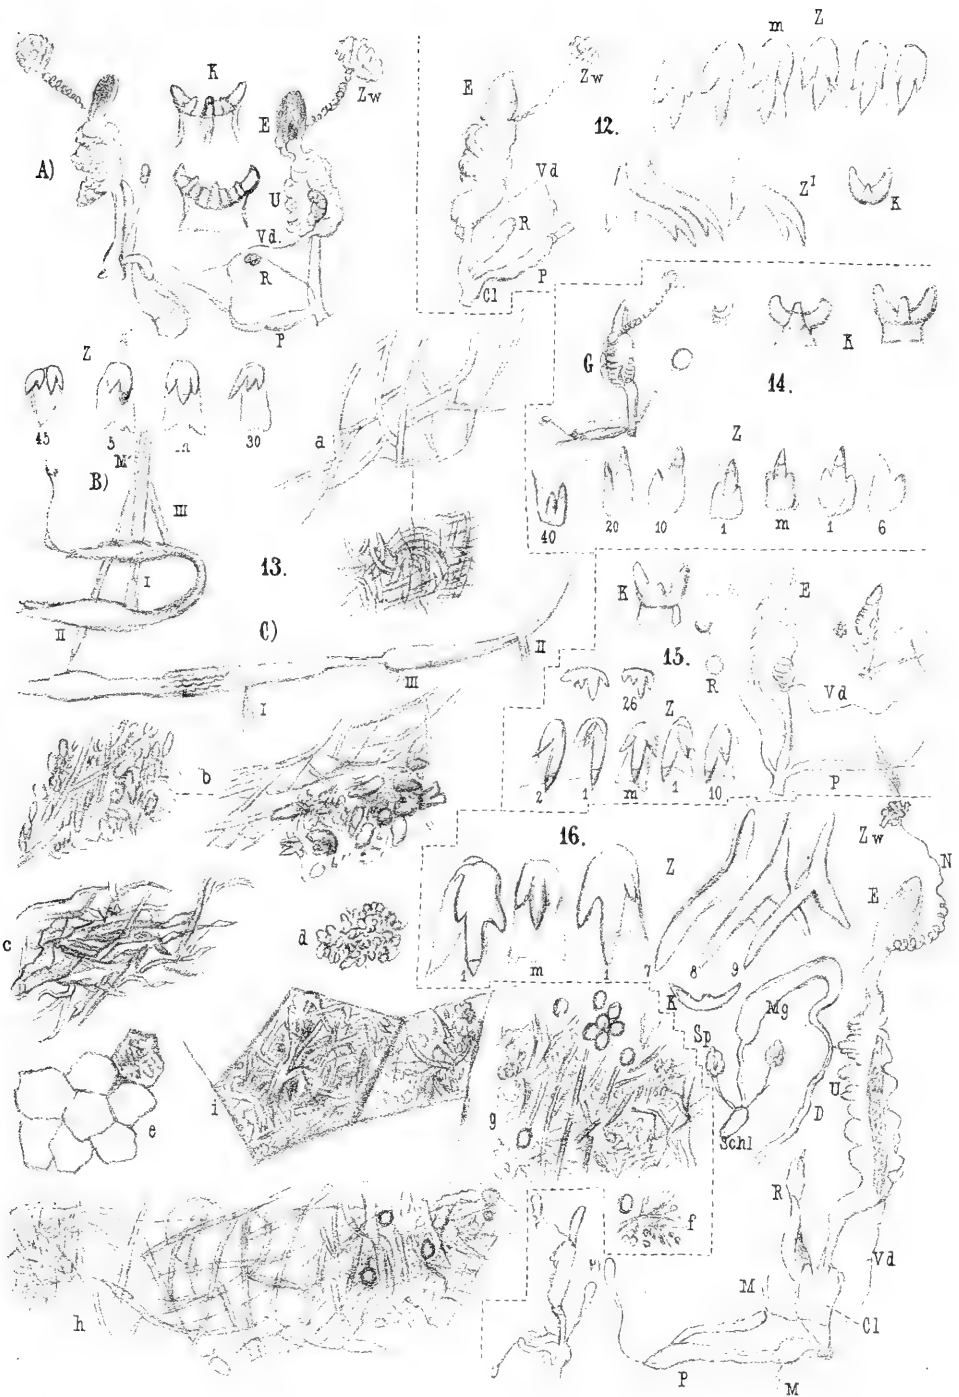 A)
K
Zw
E
U
Vd.
R
P
E
Zw
12.
Vd
R
P
Cl
m Z
Z¹
K
Z
45 5 30
B)
M
III
I
II
a
13.
C)
II
III
I
b
c
d
e
i
g
f
h
G
14.
K
Z
40 20 10 1 m 1 6
K
15.
26
R
E
Vd
Z
2 1 m 1 10
P
16.
Z
1 m 1 7 8 9
Zw
N
E
K
Mg
Sp
U
D
Schl
R
Vd
M
Cl
P
M